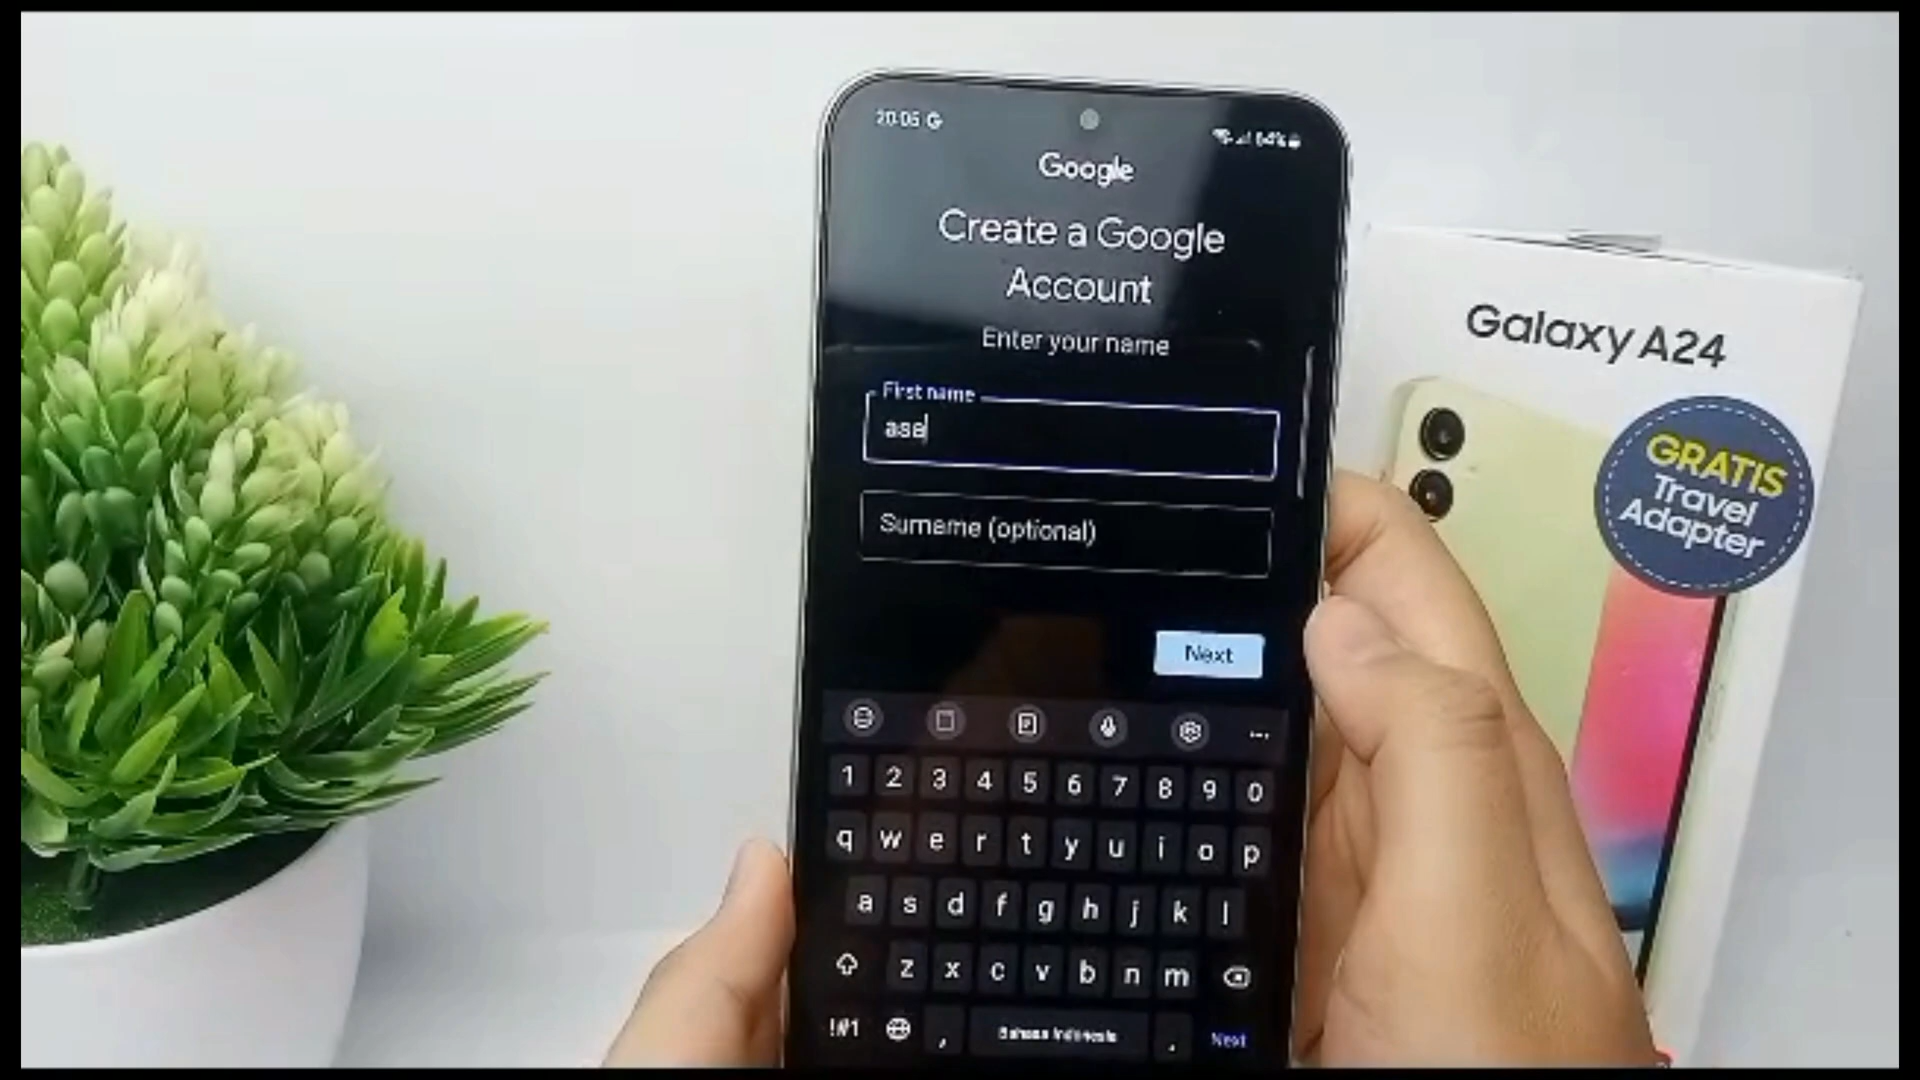 20:05 G
64%
Google
Create a Google
Account
Enter your name
First name
asa
Surname (optional)
Next
1 2 3 4 5 6 7 8 9 0
q w e r t y u i o p
a s d f g h j k l
z x c v b n m
!#1 , Bahasa Indonesia . Next
Galaxy A24
GRATIS
Travel
Adapter